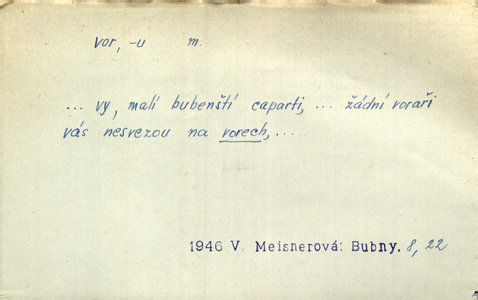 vor, -u m.
... vy, malí bubenští caparti, ... žádní voraři
vás nesvezou na vorech, ...
1946 V. Meisnerová: Bubny. 8, 22